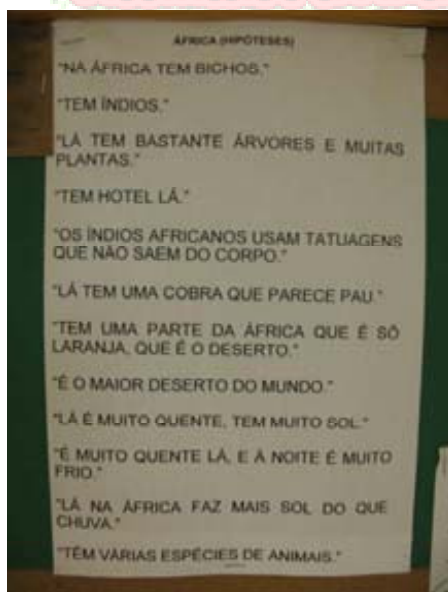 ÁFRICA (HIPÓTESES)
"NA ÁFRICA TEM BICHOS."
"TEM ÍNDIOS."
"LÁ TEM BASTANTE ÁRVORES E MUITAS
PLANTAS."
"TEM HOTEL LÁ."
"OS ÍNDIOS AFRICANOS USAM TATUAGENS
QUE NÃO SAEM DO CORPO."
"LÁ TEM UMA COBRA QUE PARECE PAU."
"TEM UMA PARTE DA ÁFRICA QUE É SÓ
LARANJA, QUE É O DESERTO."
"É O MAIOR DESERTO DO MUNDO."
"LÁ É MUITO QUENTE, TEM MUITO SOL."
"É MUITO QUENTE LÁ, E À NOITE É MUITO
FRIO."
"LÁ NA ÁFRICA FAZ MAIS SOL DO QUE
CHUVA."
"TÊM VÁRIAS ESPÉCIES DE ANIMAIS."